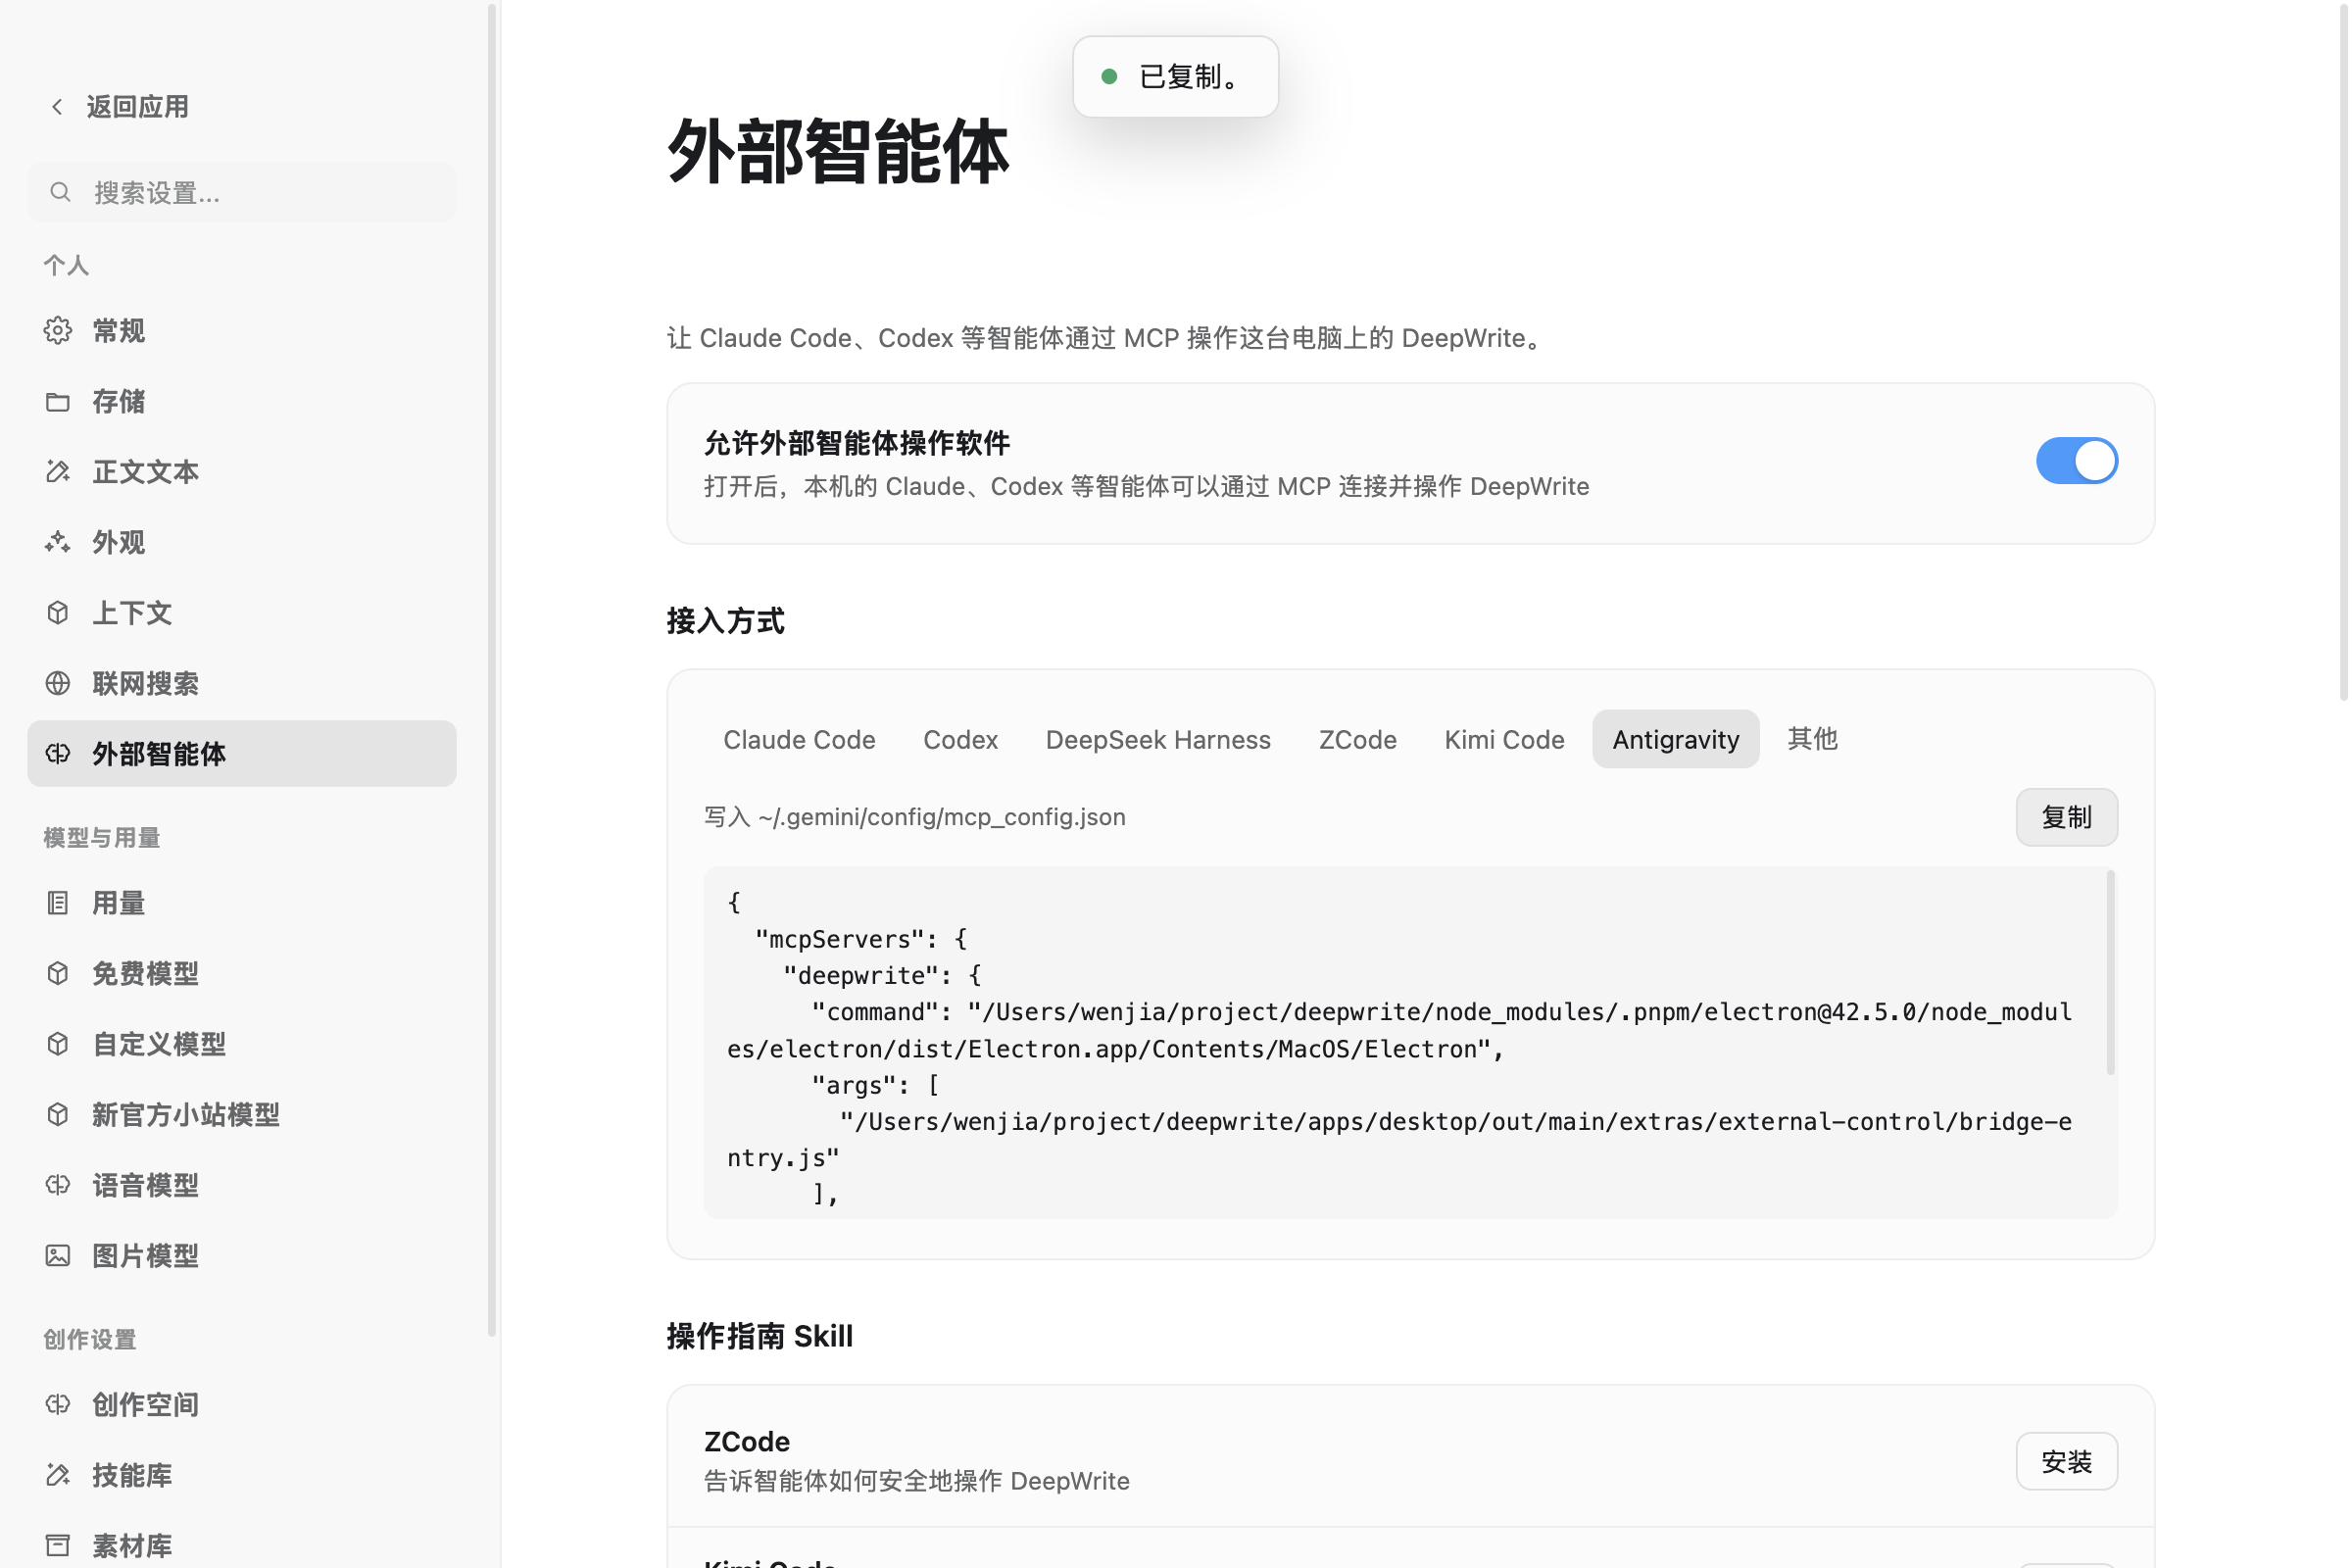 已复制。
返回应用
搜索设置...
个人
常规
存储
正文文本
外观
上下文
联网搜索
外部智能体
模型与用量
用量
免费模型
自定义模型
新官方小站模型
语音模型
图片模型
创作设置
创作空间
技能库
素材库
外部智能体
让 Claude Code、Codex 等智能体通过 MCP 操作这台电脑上的 DeepWrite。
允许外部智能体操作软件
打开后，本机的 Claude、Codex 等智能体可以通过 MCP 连接并操作 DeepWrite
接入方式
Claude Code Codex DeepSeek Harness ZCode Kimi Code Antigravity 其他
写入 ~/.gemini/config/mcp_config.json
复制
{
  "mcpServers": {
    "deepwrite": {
      "command": "/Users/wenjia/project/deepwrite/node_modules/.pnpm/electron@42.5.0/node_modul
es/electron/dist/Electron.app/Contents/MacOS/Electron",
      "args": [
        "/Users/wenjia/project/deepwrite/apps/desktop/out/main/extras/external-control/bridge-e
ntry.js"
      ],
操作指南 Skill
ZCode
告诉智能体如何安全地操作 DeepWrite
安装
Kimi Code